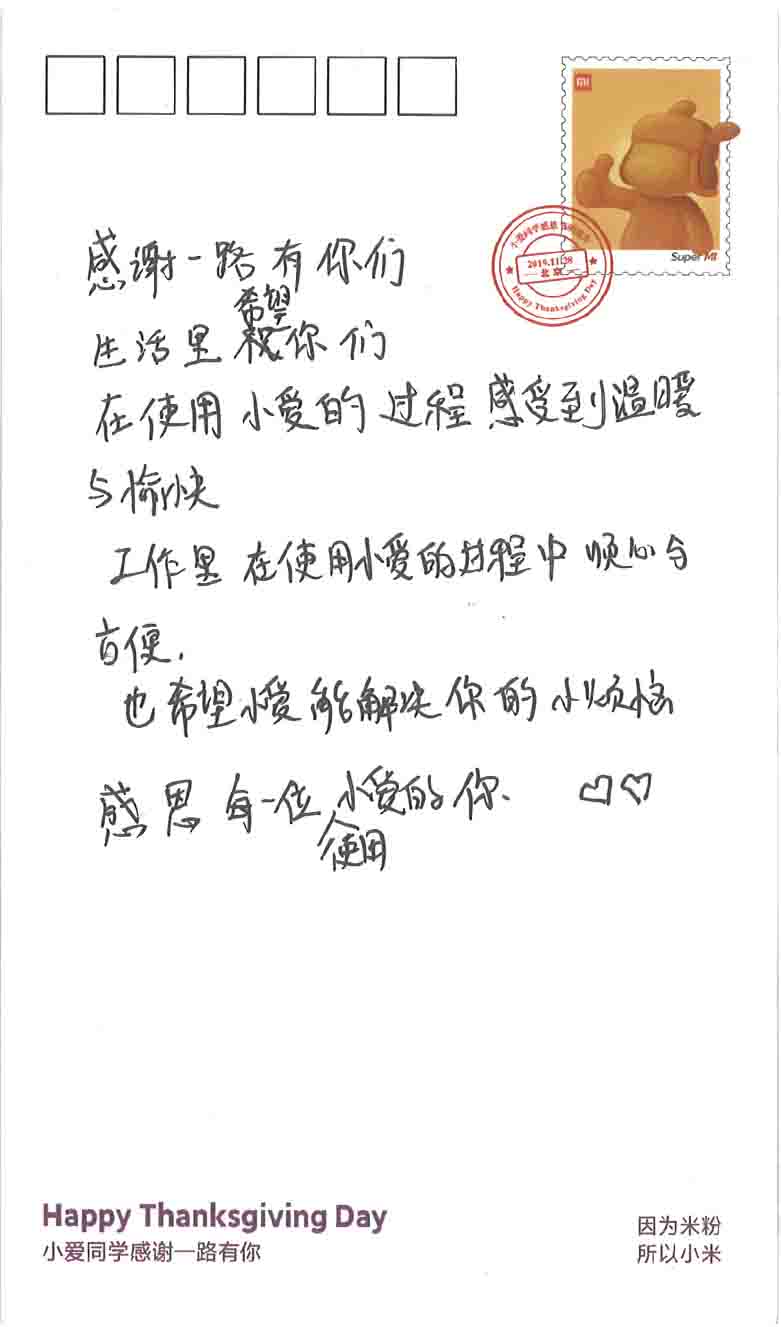 MI
Super MI
小爱同学感恩
2019.11.28
北京
Happy Thanksgiving Day
感谢一路有你们
生活里希望你们
在使用小爱的过程感受到温暖
与愉快
工作里在使用小爱的过程中顺心与
方便.
也希望小爱能解决你的小烦恼
感恩每一位使用小爱的你.
Happy Thanksgiving Day
小爱同学感谢一路有你
因为米粉
所以小米